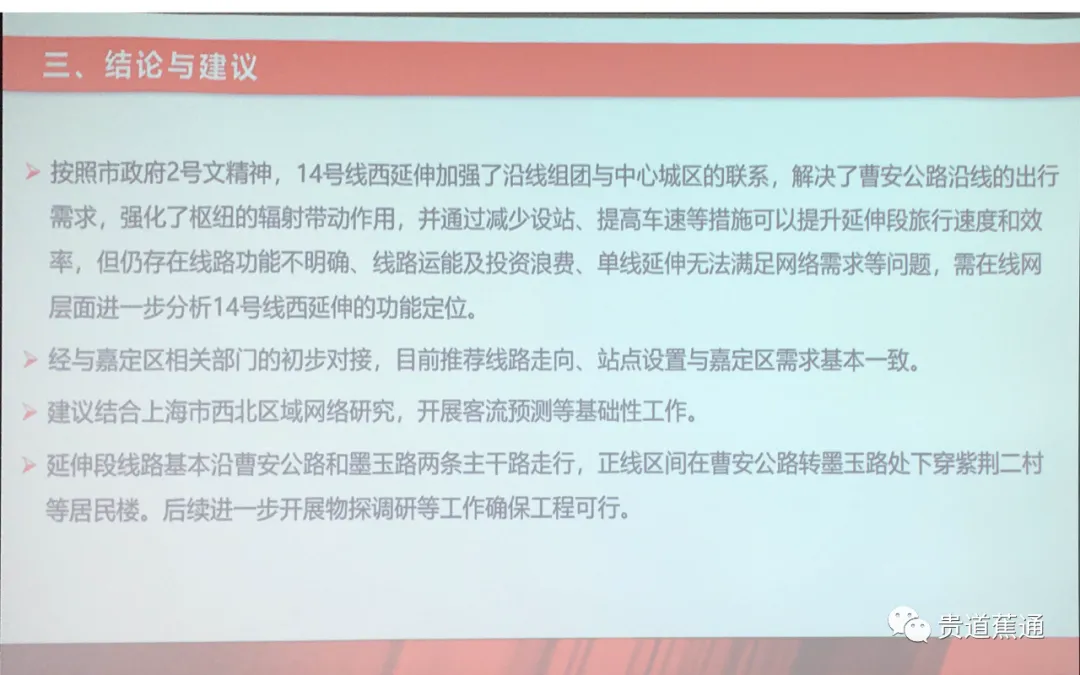 三、结论与建议
按照市政府2号文精神，14号线西延伸加强了沿线组团与中心城区的联系，解决了曹安公路沿线的出行
需求，强化了枢纽的辐射带动作用，并通过减少设站、提高车速等措施可以提升延伸段旅行速度和效
率，但仍存在线路功能不明确、线路运能及投资浪费、单线延伸无法满足网络需求等问题，需在线网
层面进一步分析14号线西延伸的功能定位。
经与嘉定区相关部门的初步对接，目前推荐线路走向、站点设置与嘉定区需求基本一致。
建议结合上海市西北区域网络研究，开展客流预测等基础性工作。
延伸段线路基本沿曹安公路和墨玉路两条主干路走行，正线区间在曹安公路转墨玉路处下穿紫荆二村
等居民楼。后续进一步开展物探调研等工作确保工程可行。
贵道蕉通